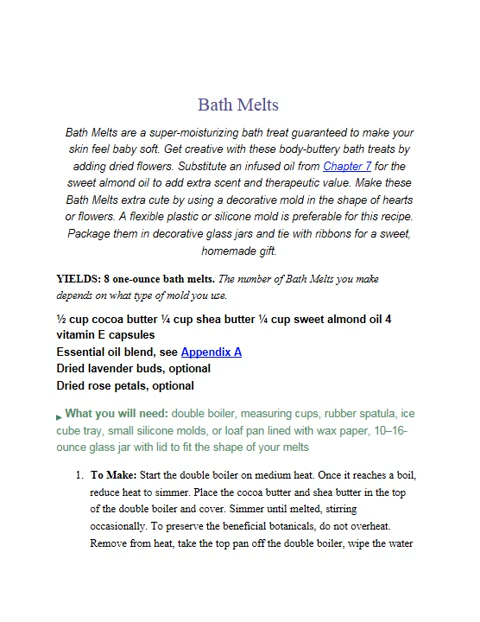 Bath Melts
Bath Melts are a super-moisturizing bath treat guaranteed to make your
skin feel baby soft. Get creative with these body-buttery bath treats by
adding dried flowers. Substitute an infused oil from Chapter 7 for the
sweet almond oil to add extra scent and therapeutic value. Make these
Bath Melts extra cute by using a decorative mold in the shape of hearts
or flowers. A flexible plastic or silicone mold is preferable for this recipe.
Package them in decorative glass jars and tie with ribbons for a sweet,
homemade gift.
YIELDS: 8 one-ounce bath melts. The number of Bath Melts you make
depends on what type of mold you use.
½ cup cocoa butter ¼ cup shea butter ¼ cup sweet almond oil 4
vitamin E capsules
Essential oil blend, see Appendix A
Dried lavender buds, optional
Dried rose petals, optional
▶ What you will need: double boiler, measuring cups, rubber spatula, ice
cube tray, small silicone molds, or loaf pan lined with wax paper, 10–16-
ounce glass jar with lid to fit the shape of your melts
1. To Make: Start the double boiler on medium heat. Once it reaches a boil,
reduce heat to simmer. Place the cocoa butter and shea butter in the top
of the double boiler and cover. Simmer until melted, stirring
occasionally. To preserve the beneficial botanicals, do not overheat.
Remove from heat, take the top pan off the double boiler, wipe the water